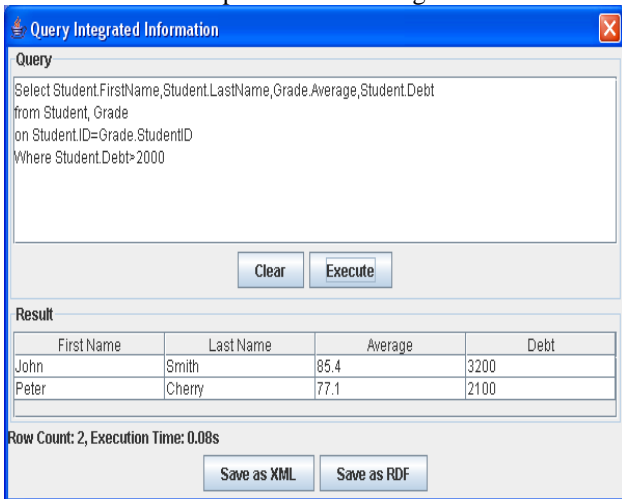 Query Integrated Information
Query
Select Student.FirstName,Student.LastName,Grade.Average,Student.Debt
from Student, Grade
on Student.ID=Grade.StudentID
Where Student.Debt>2000
Clear Execute
Result
First Name Last Name Average Debt
John Smith 85.4 3200
Peter Cherry 77.1 2100
Row Count: 2, Execution Time: 0.08s
Save as XML Save as RDF